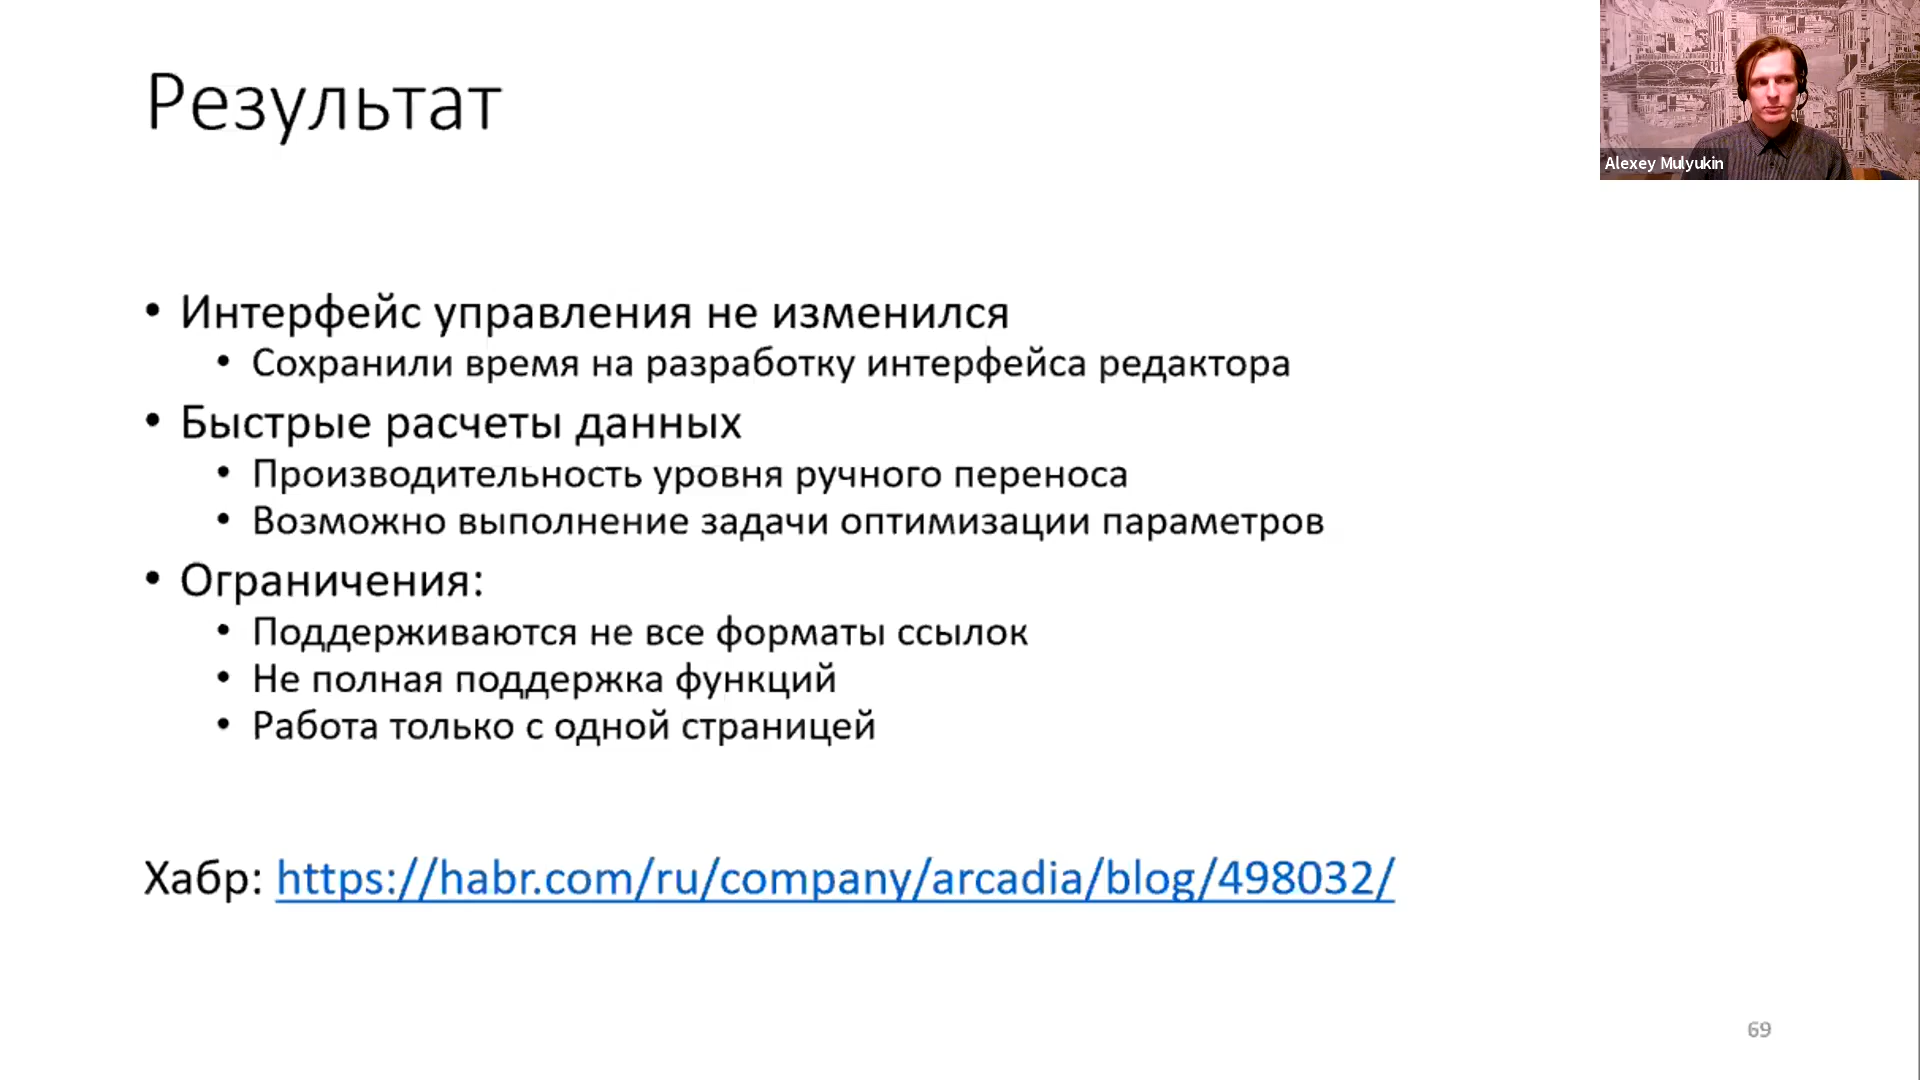 Результат
Alexey Mulyukin
• Интерфейс управления не изменился
• Сохранили время на разработку интерфейса редактора
• Быстрые расчеты данных
• Производительность уровня ручного переноса
• Возможно выполнение задачи оптимизации параметров
• Ограничения:
• Поддерживаются не все форматы ссылок
• Не полная поддержка функций
• Работа только с одной страницей
Хабр: https://habr.com/ru/company/arcadia/blog/498032/
69